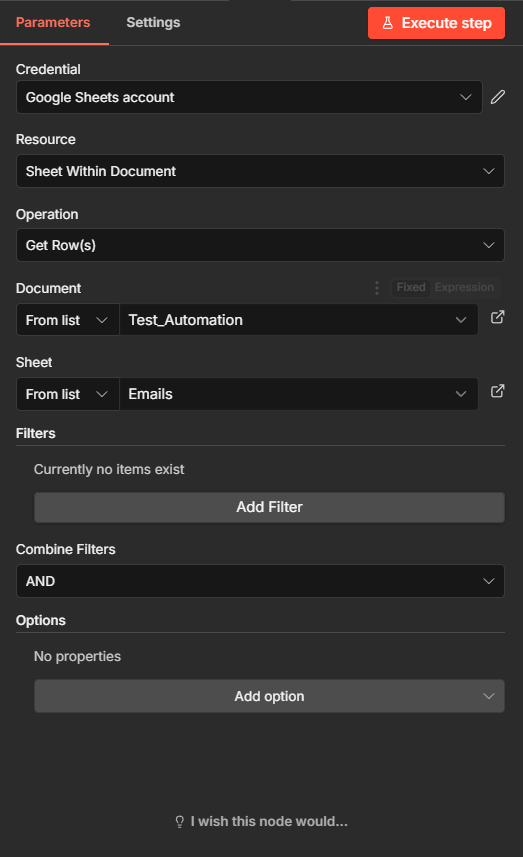 Parameters Settings Execute step
Credential
Google Sheets account
Resource
Sheet Within Document
Operation
Get Row(s)
Document Fixed Expression
From list Test_Automation
Sheet
From list Emails
Filters
Currently no items exist
Add Filter
Combine Filters
AND
Options
No properties
Add option
I wish this node would...